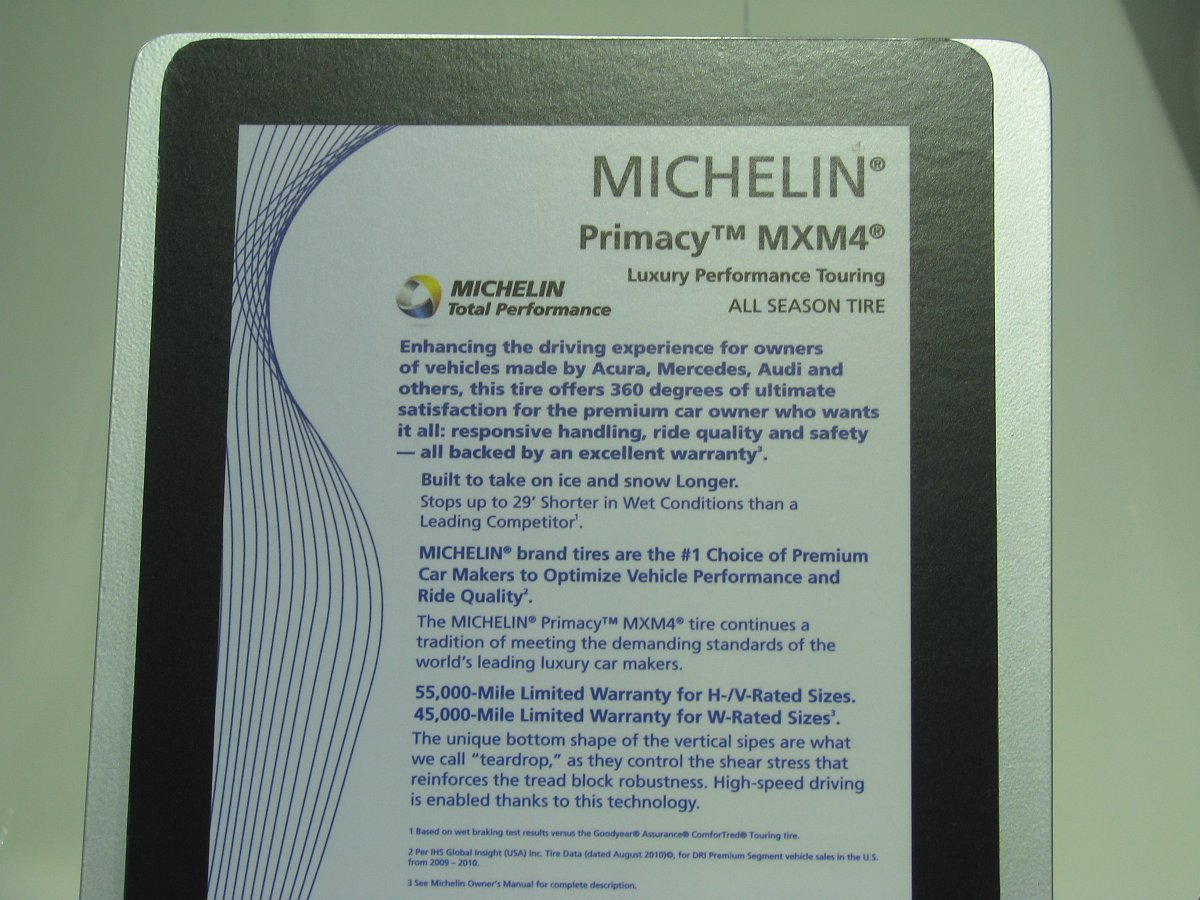 MICHELIN®
Primacy™ MXM4®
Luxury Performance Touring
ALL SEASON TIRE
MICHELIN
Total Performance
Enhancing the driving experience for owners
of vehicles made by Acura, Mercedes, Audi and
others, this tire offers 360 degrees of ultimate
satisfaction for the premium car owner who wants
it all: responsive handling, ride quality and safety
— all backed by an excellent warranty³.
Built to take on ice and snow Longer.
Stops up to 29’ Shorter in Wet Conditions than a
Leading Competitor¹.
MICHELIN® brand tires are the #1 Choice of Premium
Car Makers to Optimize Vehicle Performance and
Ride Quality².
The MICHELIN® Primacy™ MXM4® tire continues a
tradition of meeting the demanding standards of the
world’s leading luxury car makers.
55,000-Mile Limited Warranty for H-/V-Rated Sizes.
45,000-Mile Limited Warranty for W-Rated Sizes³.
The unique bottom shape of the vertical sipes are what
we call “teardrop,” as they control the shear stress that
reinforces the tread block robustness. High-speed driving
is enabled thanks to this technology.
1 Based on wet braking test results versus the Goodyear® Assurance® ComforTred® Touring tire.
2 Per IHS Global Insight (USA) Inc. Tire Data (dated August 2010)©, for DRI Premium Segment vehicle sales in the U.S.
from 2009 – 2010.
3 See Michelin Owner’s Manual for complete description.